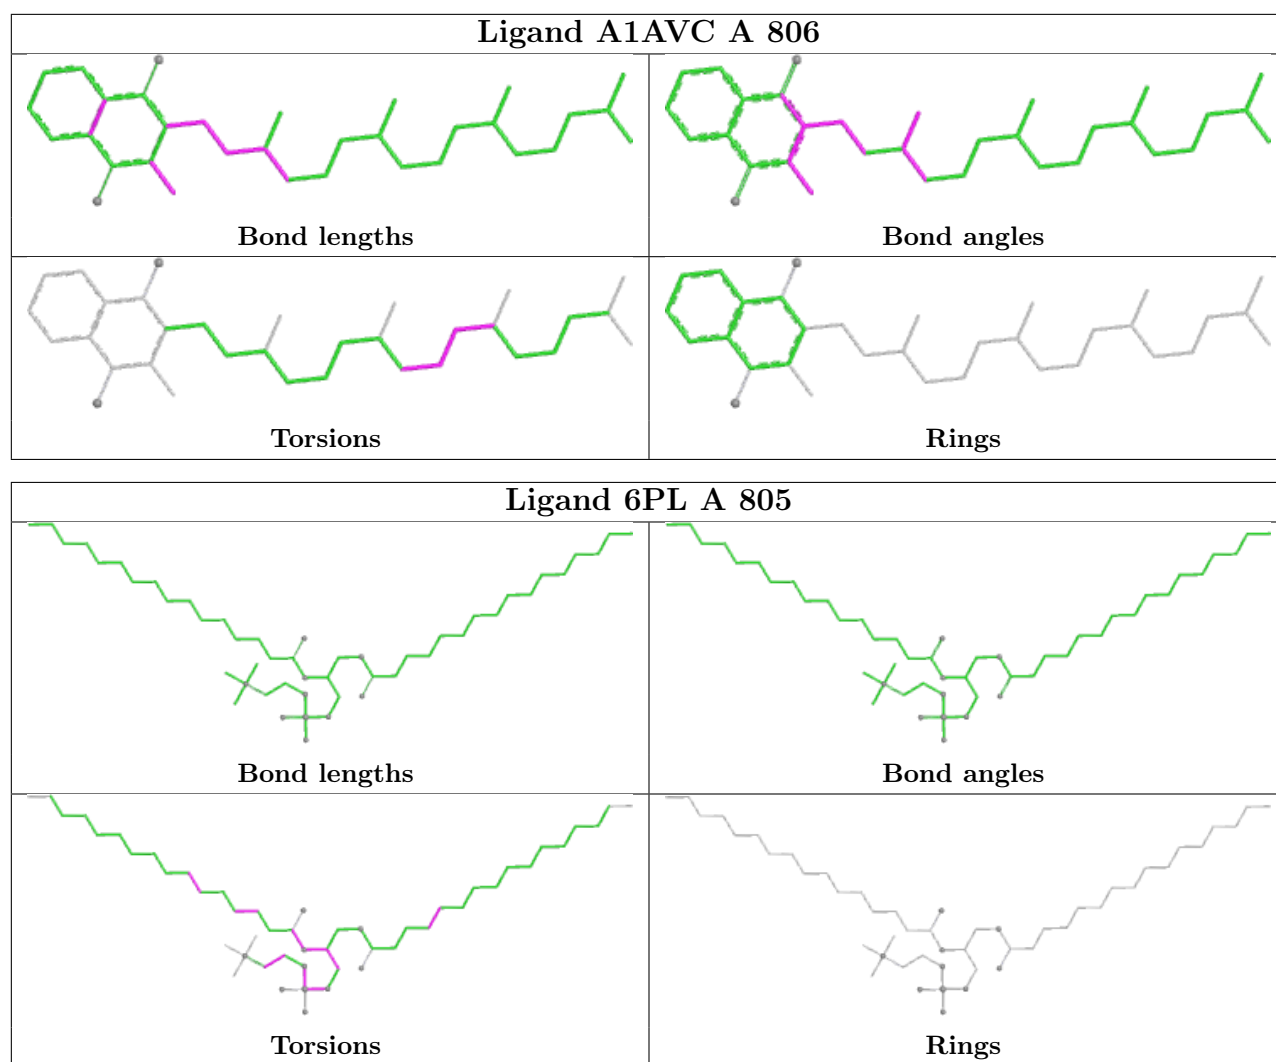 Ligand A1AVC A 806
Bond lengths
Bond angles
Torsions
Rings
Ligand 6PL A 805
Bond lengths
Bond angles
Torsions
Rings